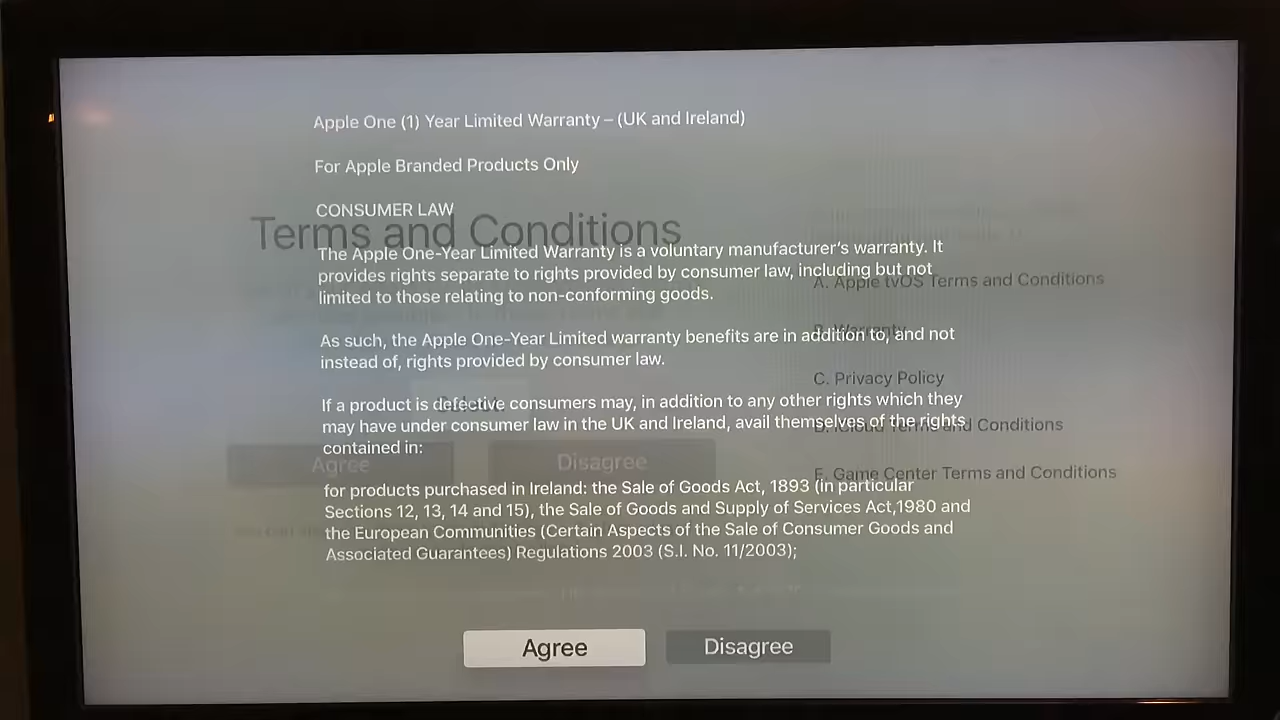 Apple One (1) Year Limited Warranty – (UK and Ireland)
For Apple Branded Products Only
CONSUMER LAW
Terms and Conditions
The Apple One-Year Limited Warranty is a voluntary manufacturer's warranty. It
provides rights separate to rights provided by consumer law, including but not
limited to those relating to non-conforming goods.
A. Apple tvOS Terms and Conditions
B. Warranty
As such, the Apple One-Year Limited warranty benefits are in addition to, and not
instead of, rights provided by consumer law.
C. Privacy Policy
If a product is defective consumers may, in addition to any other rights which they
may have under consumer law in the UK and Ireland, avail themselves of the rights
contained in:
D. iCloud Terms and Conditions
Agree
Disagree
E. Game Center Terms and Conditions
for products purchased in Ireland: the Sale of Goods Act, 1893 (in particular
Sections 12, 13, 14 and 15), the Sale of Goods and Supply of Services Act,1980 and
the European Communities (Certain Aspects of the Sale of Consumer Goods and
Associated Guarantees) Regulations 2003 (S.I. No. 11/2003);
Agree
Disagree